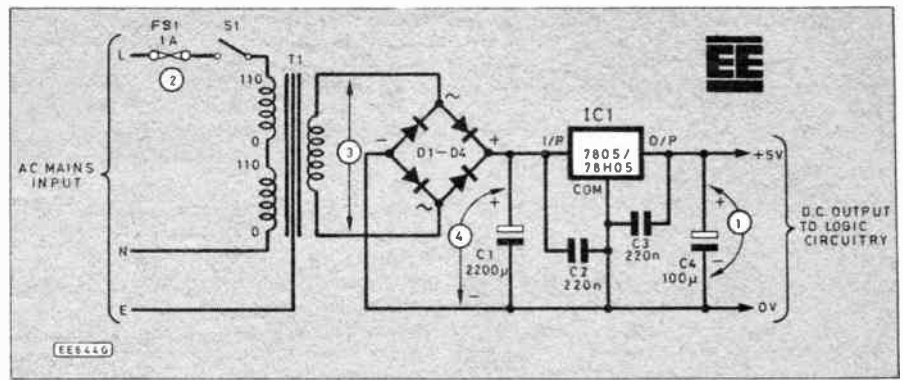 FS1
1A
S1
L
2
T1
110
0
110
0
AC MAINS
INPUT
N
E
3
~
−
+
~
D1—D4
4
+
−
C1
2200µ
I/P
IC1
7805/
78H05
O/P
COM
C2
220n
C3
220n
+
−
C4
100µ
1
+5V
0V
D.C. OUTPUT
TO LOGIC
CIRCUITRY
EE
EE644G